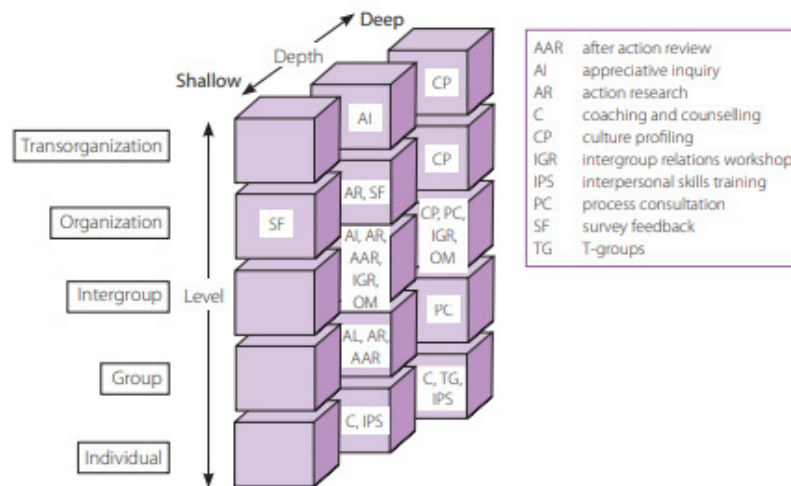 Deep
Depth
Shallow
CP
AI
Transorganization
CP
AR, SF
Organization
SF
CP, PC,
IGR,
OM
AI, AR,
AAR,
IGR,
OM
Intergroup
Level
PC
AL, AR,
AAR
Group
C, TG,
IPS
C, IPS
Individual
AAR after action review
AI appreciative inquiry
AR action research
C coaching and counselling
CP culture profiling
IGR intergroup relations workshop
IPS interpersonal skills training
PC process consultation
SF survey feedback
TG T-groups